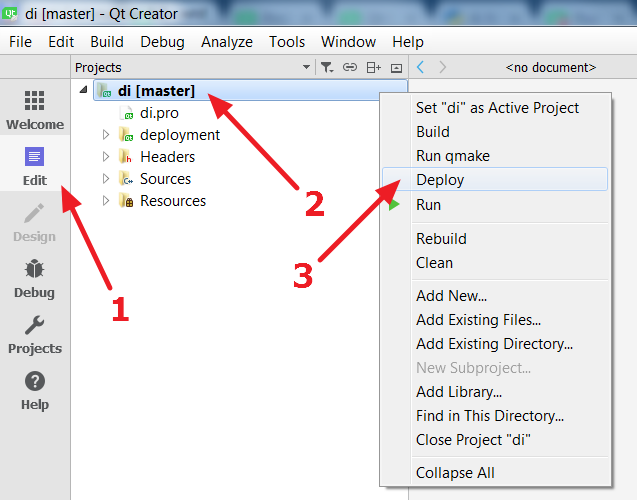 di [master] - Qt Creator
File Edit Build Debug Analyze Tools Window Help
Projects
<no document>
Welcome
Edit
Design
Debug
Projects
Help
di [master]
di.pro
deployment
Headers
Sources
Resources
1
2
3
Set "di" as Active Project
Build
Run qmake
Deploy
Run
Rebuild
Clean
Add New...
Add Existing Files...
Add Existing Directory...
New Subproject...
Add Library...
Find in This Directory...
Close Project "di"
Collapse All